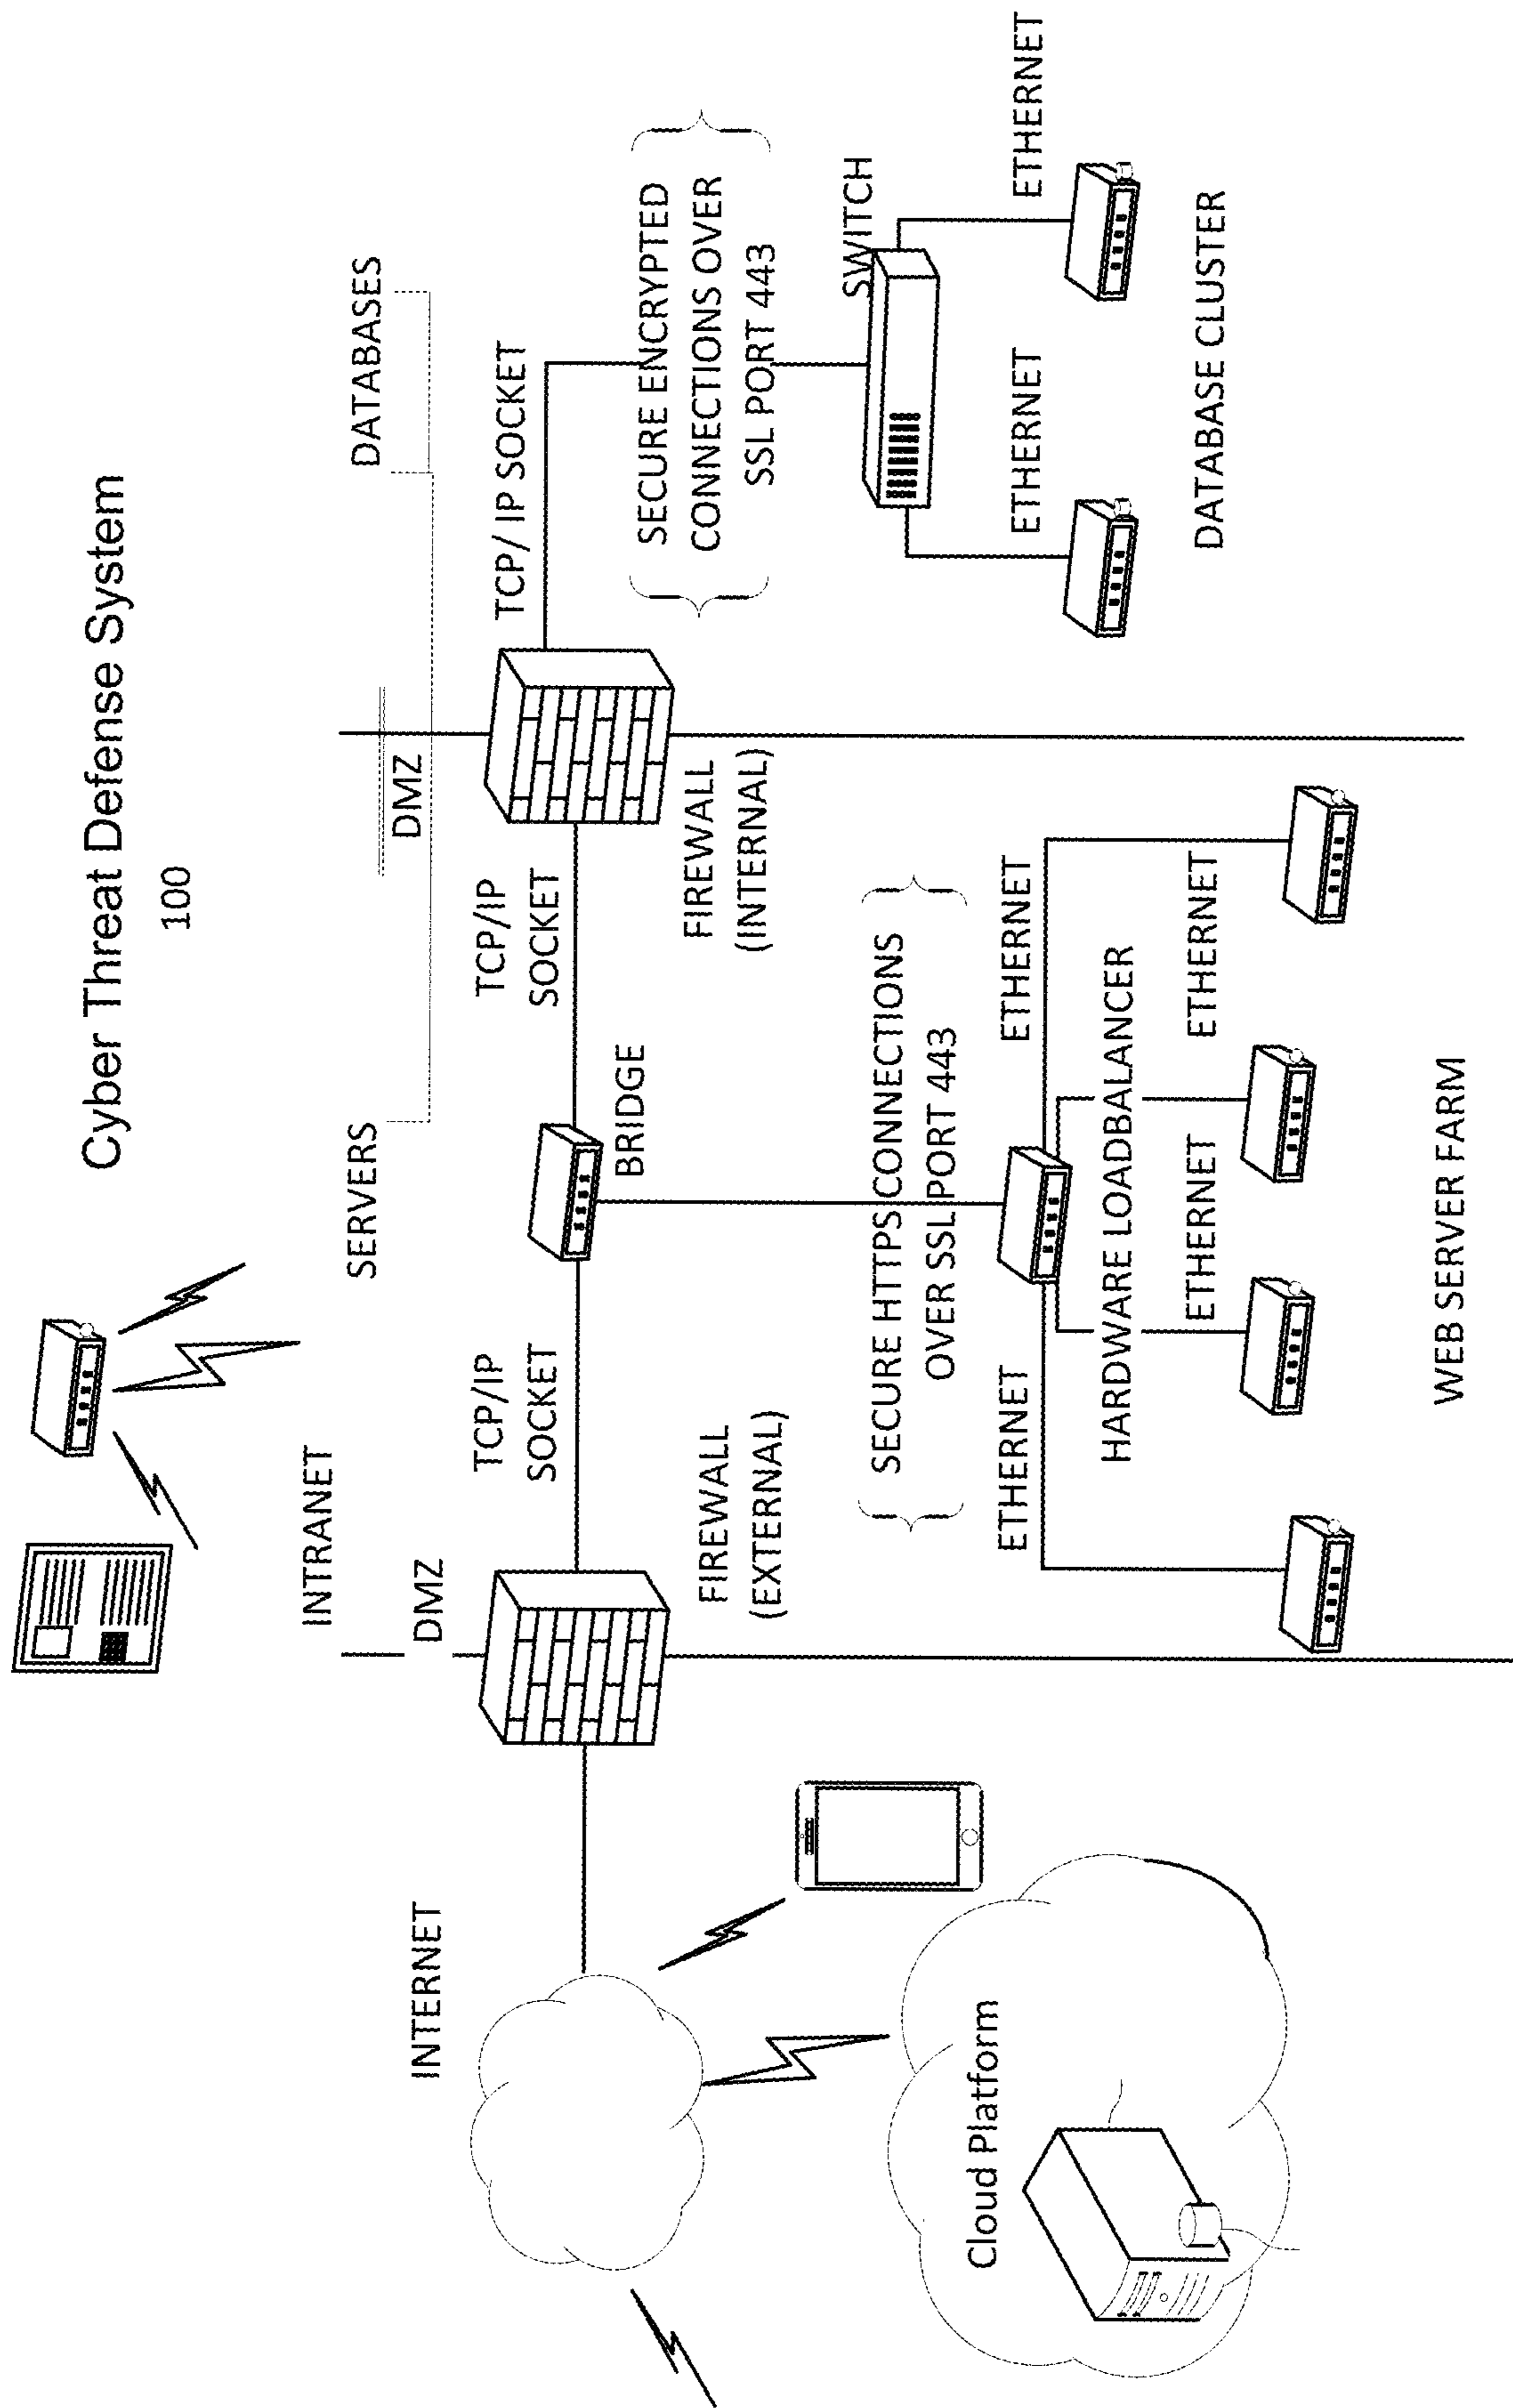 Cyber Threat Defense System
100
INTRANET
SERVERS
DATABASES
INTERNET
DMZ
DMZ
TCP/IP
SOCKET
TCP/IP
SOCKET
TCP/ IP SOCKET
BRIDGE
FIREWALL
(EXTERNAL)
FIREWALL
(INTERNAL)
SECURE ENCRYPTED
CONNECTIONS OVER
SSL PORT 443
SWITCH
SECURE HTTPS CONNECTIONS
OVER SSL PORT 443
ETHERNET
ETHERNET
ETHERNET
ETHERNET
HARDWARE LOADBALANCER
ETHERNET
ETHERNET
DATABASE CLUSTER
Cloud Platform
WEB SERVER FARM